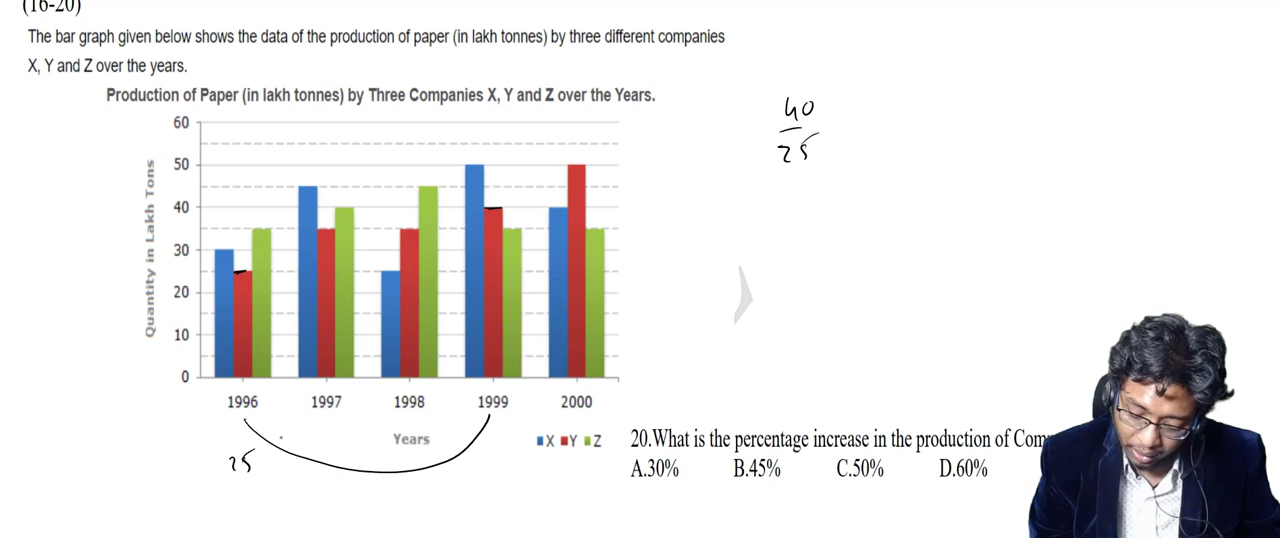 (16-20)
The bar graph given below shows the data of the production of paper (in lakh tonnes) by three different companies
X, Y and Z over the years.
Production of Paper (in lakh tonnes) by Three Companies X, Y and Z over the Years.
40
25
60
50
40
30
20
10
0
Quantity in Lakh Tons
1996 1997 1998 1999 2000
Years
X Y Z
25
20.What is the percentage increase in the production of
A.30% B.45% C.50% D.60%